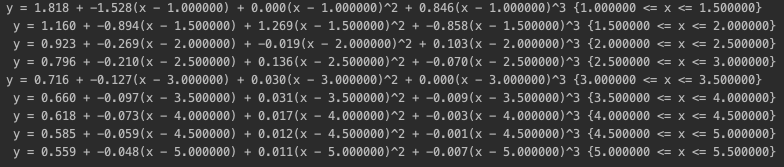 y = 1.818 + -1.528(x - 1.000000) + 0.000(x - 1.000000)^2 + 0.846(x - 1.000000)^3 {1.000000 <= x <= 1.500000}
y = 1.160 + -0.894(x - 1.500000) + 1.269(x - 1.500000)^2 + -0.858(x - 1.500000)^3 {1.500000 <= x <= 2.000000}
y = 0.923 + -0.269(x - 2.000000) + -0.019(x - 2.000000)^2 + 0.103(x - 2.000000)^3 {2.000000 <= x <= 2.500000}
y = 0.796 + -0.210(x - 2.500000) + 0.136(x - 2.500000)^2 + -0.070(x - 2.500000)^3 {2.500000 <= x <= 3.000000}
y = 0.716 + -0.127(x - 3.000000) + 0.030(x - 3.000000)^2 + 0.000(x - 3.000000)^3 {3.000000 <= x <= 3.500000}
y = 0.660 + -0.097(x - 3.500000) + 0.031(x - 3.500000)^2 + -0.009(x - 3.500000)^3 {3.500000 <= x <= 4.000000}
y = 0.618 + -0.073(x - 4.000000) + 0.017(x - 4.000000)^2 + -0.003(x - 4.000000)^3 {4.000000 <= x <= 4.500000}
y = 0.585 + -0.059(x - 4.500000) + 0.012(x - 4.500000)^2 + -0.001(x - 4.500000)^3 {4.500000 <= x <= 5.000000}
y = 0.559 + -0.048(x - 5.000000) + 0.011(x - 5.000000)^2 + -0.007(x - 5.000000)^3 {5.000000 <= x <= 5.500000}